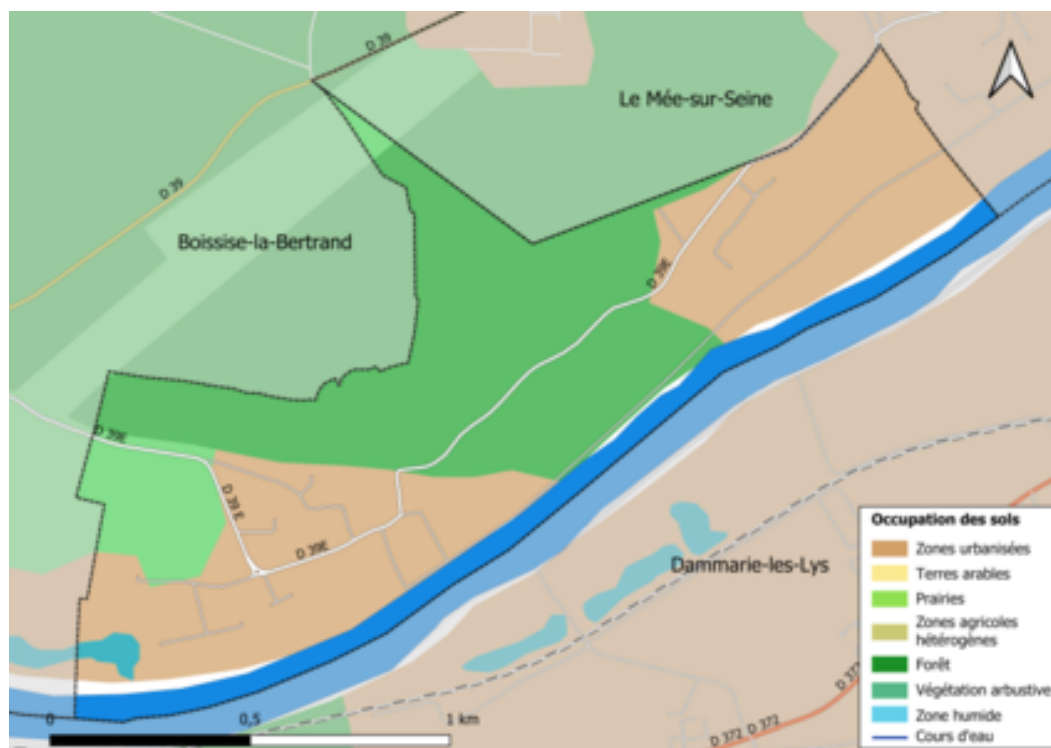 D 39
Le Mée-sur-Seine
D 39
Boissise-la-Bertrand
D 39E
D 39E
D 39 E
D 39E
Dammarie-les-Lys
D 372
D 372
D 372
0
0,5
1 km
Occupation des sols
Zones urbanisées
Terres arables
Prairies
Zones agricoles
hétérogènes
Forêt
Végétation arbustive
Zone humide
Cours d'eau